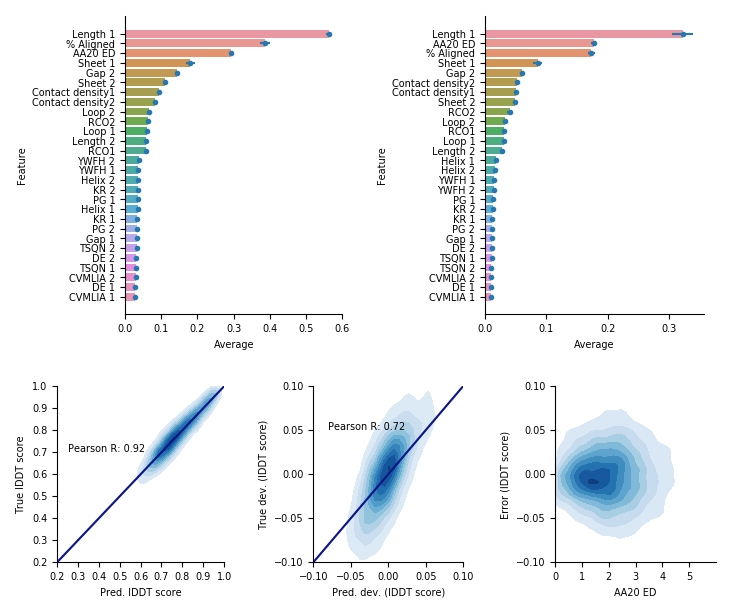 Feature
Length 1
% Aligned
AA20 ED
Sheet 1
Gap 2
Sheet 2
Contact density1
Contact density2
Loop 2
RCO2
Loop 1
Length 2
RCO1
YWFH 2
YWFH 1
Helix 2
KR 2
PG 1
Helix 1
KR 1
PG 2
Gap 1
TSQN 2
DE 2
TSQN 1
CVMLIA 2
DE 1
CVMLIA 1
0.0 0.1 0.2 0.3 0.4 0.5 0.6
Average
Feature
Length 1
AA20 ED
% Aligned
Sheet 1
Gap 2
Contact density2
Contact density1
Sheet 2
RCO2
Loop 2
RCO1
Loop 1
Length 2
Helix 1
Helix 2
YWFH 1
YWFH 2
PG 1
KR 2
KR 1
PG 2
Gap 1
DE 2
TSQN 1
TSQN 2
CVMLIA 2
DE 1
CVMLIA 1
0.0 0.1 0.2 0.3
Average
True lDDT score
1.0
0.9
0.8
0.7
0.6
0.5
0.4
0.3
0.2
Pearson R: 0.92
0.2 0.3 0.4 0.5 0.6 0.7 0.8 0.9 1.0
Pred. lDDT score
True dev. (lDDT score)
0.10
0.05
0.00
−0.05
−0.10
Pearson R: 0.72
−0.10 −0.05 0.00 0.05 0.10
Pred. dev. (lDDT score)
Error (lDDT score)
0.10
0.05
0.00
−0.05
−0.10
0 1 2 3 4 5
AA20 ED